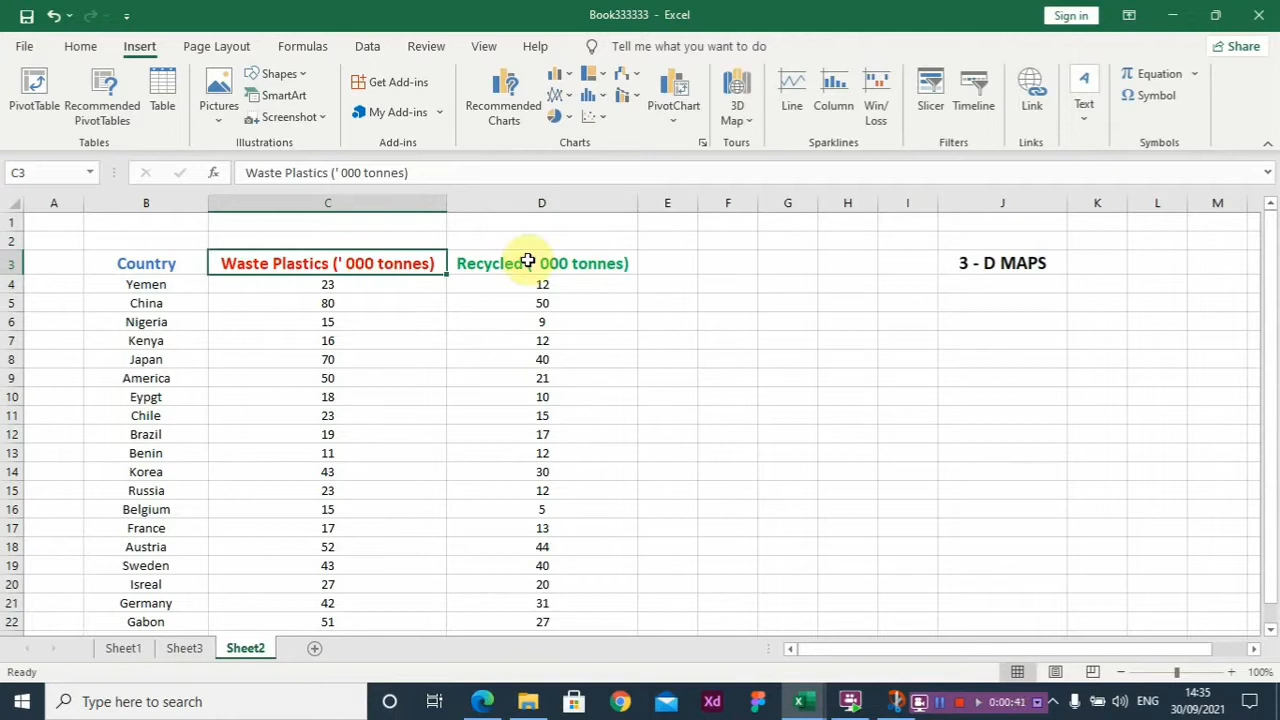 Book333333 - Excel
Sign in
File Home Insert Page Layout Formulas Data Review View Help Tell me what you want to do Share
PivotTable
Recommended PivotTables
Table
Tables
Pictures
Shapes
SmartArt
Screenshot
Illustrations
Get Add-ins
My Add-ins
Add-ins
Recommended Charts
PivotChart
Charts
3D Map
Tours
Line
Column
Win/ Loss
Sparklines
Slicer
Timeline
Filters
Link
Links
Text
Equation
Symbol
Symbols
C3 fx Waste Plastics (' 000 tonnes)
A B C D E F G H I J K L M
1
2
3 Country Waste Plastics (' 000 tonnes) Recycled (' 000 tonnes) 3 - D MAPS
4 Yemen 23 12
5 China 80 50
6 Nigeria 15 9
7 Kenya 16 12
8 Japan 70 40
9 America 50 21
10 Eypgt 18 10
11 Chile 23 15
12 Brazil 19 17
13 Benin 11 12
14 Korea 43 30
15 Russia 23 12
16 Belgium 15 5
17 France 17 13
18 Austria 52 44
19 Sweden 43 40
20 Isreal 27 20
21 Germany 42 31
22 Gabon 51 27
Sheet1 Sheet3 Sheet2
Ready 100%
Type here to search
Xd
0:00:41
ENG
14:35
30/09/2021